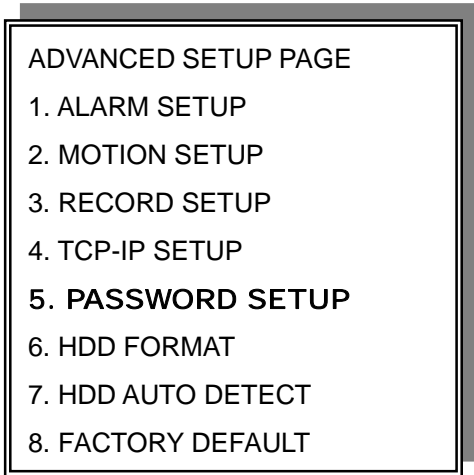 ADVANCED SETUP PAGE
1. ALARM SETUP
2. MOTION SETUP
3. RECORD SETUP
4. TCP-IP SETUP
5. PASSWORD SETUP
6. HDD FORMAT
7. HDD AUTO DETECT
8. FACTORY DEFAULT